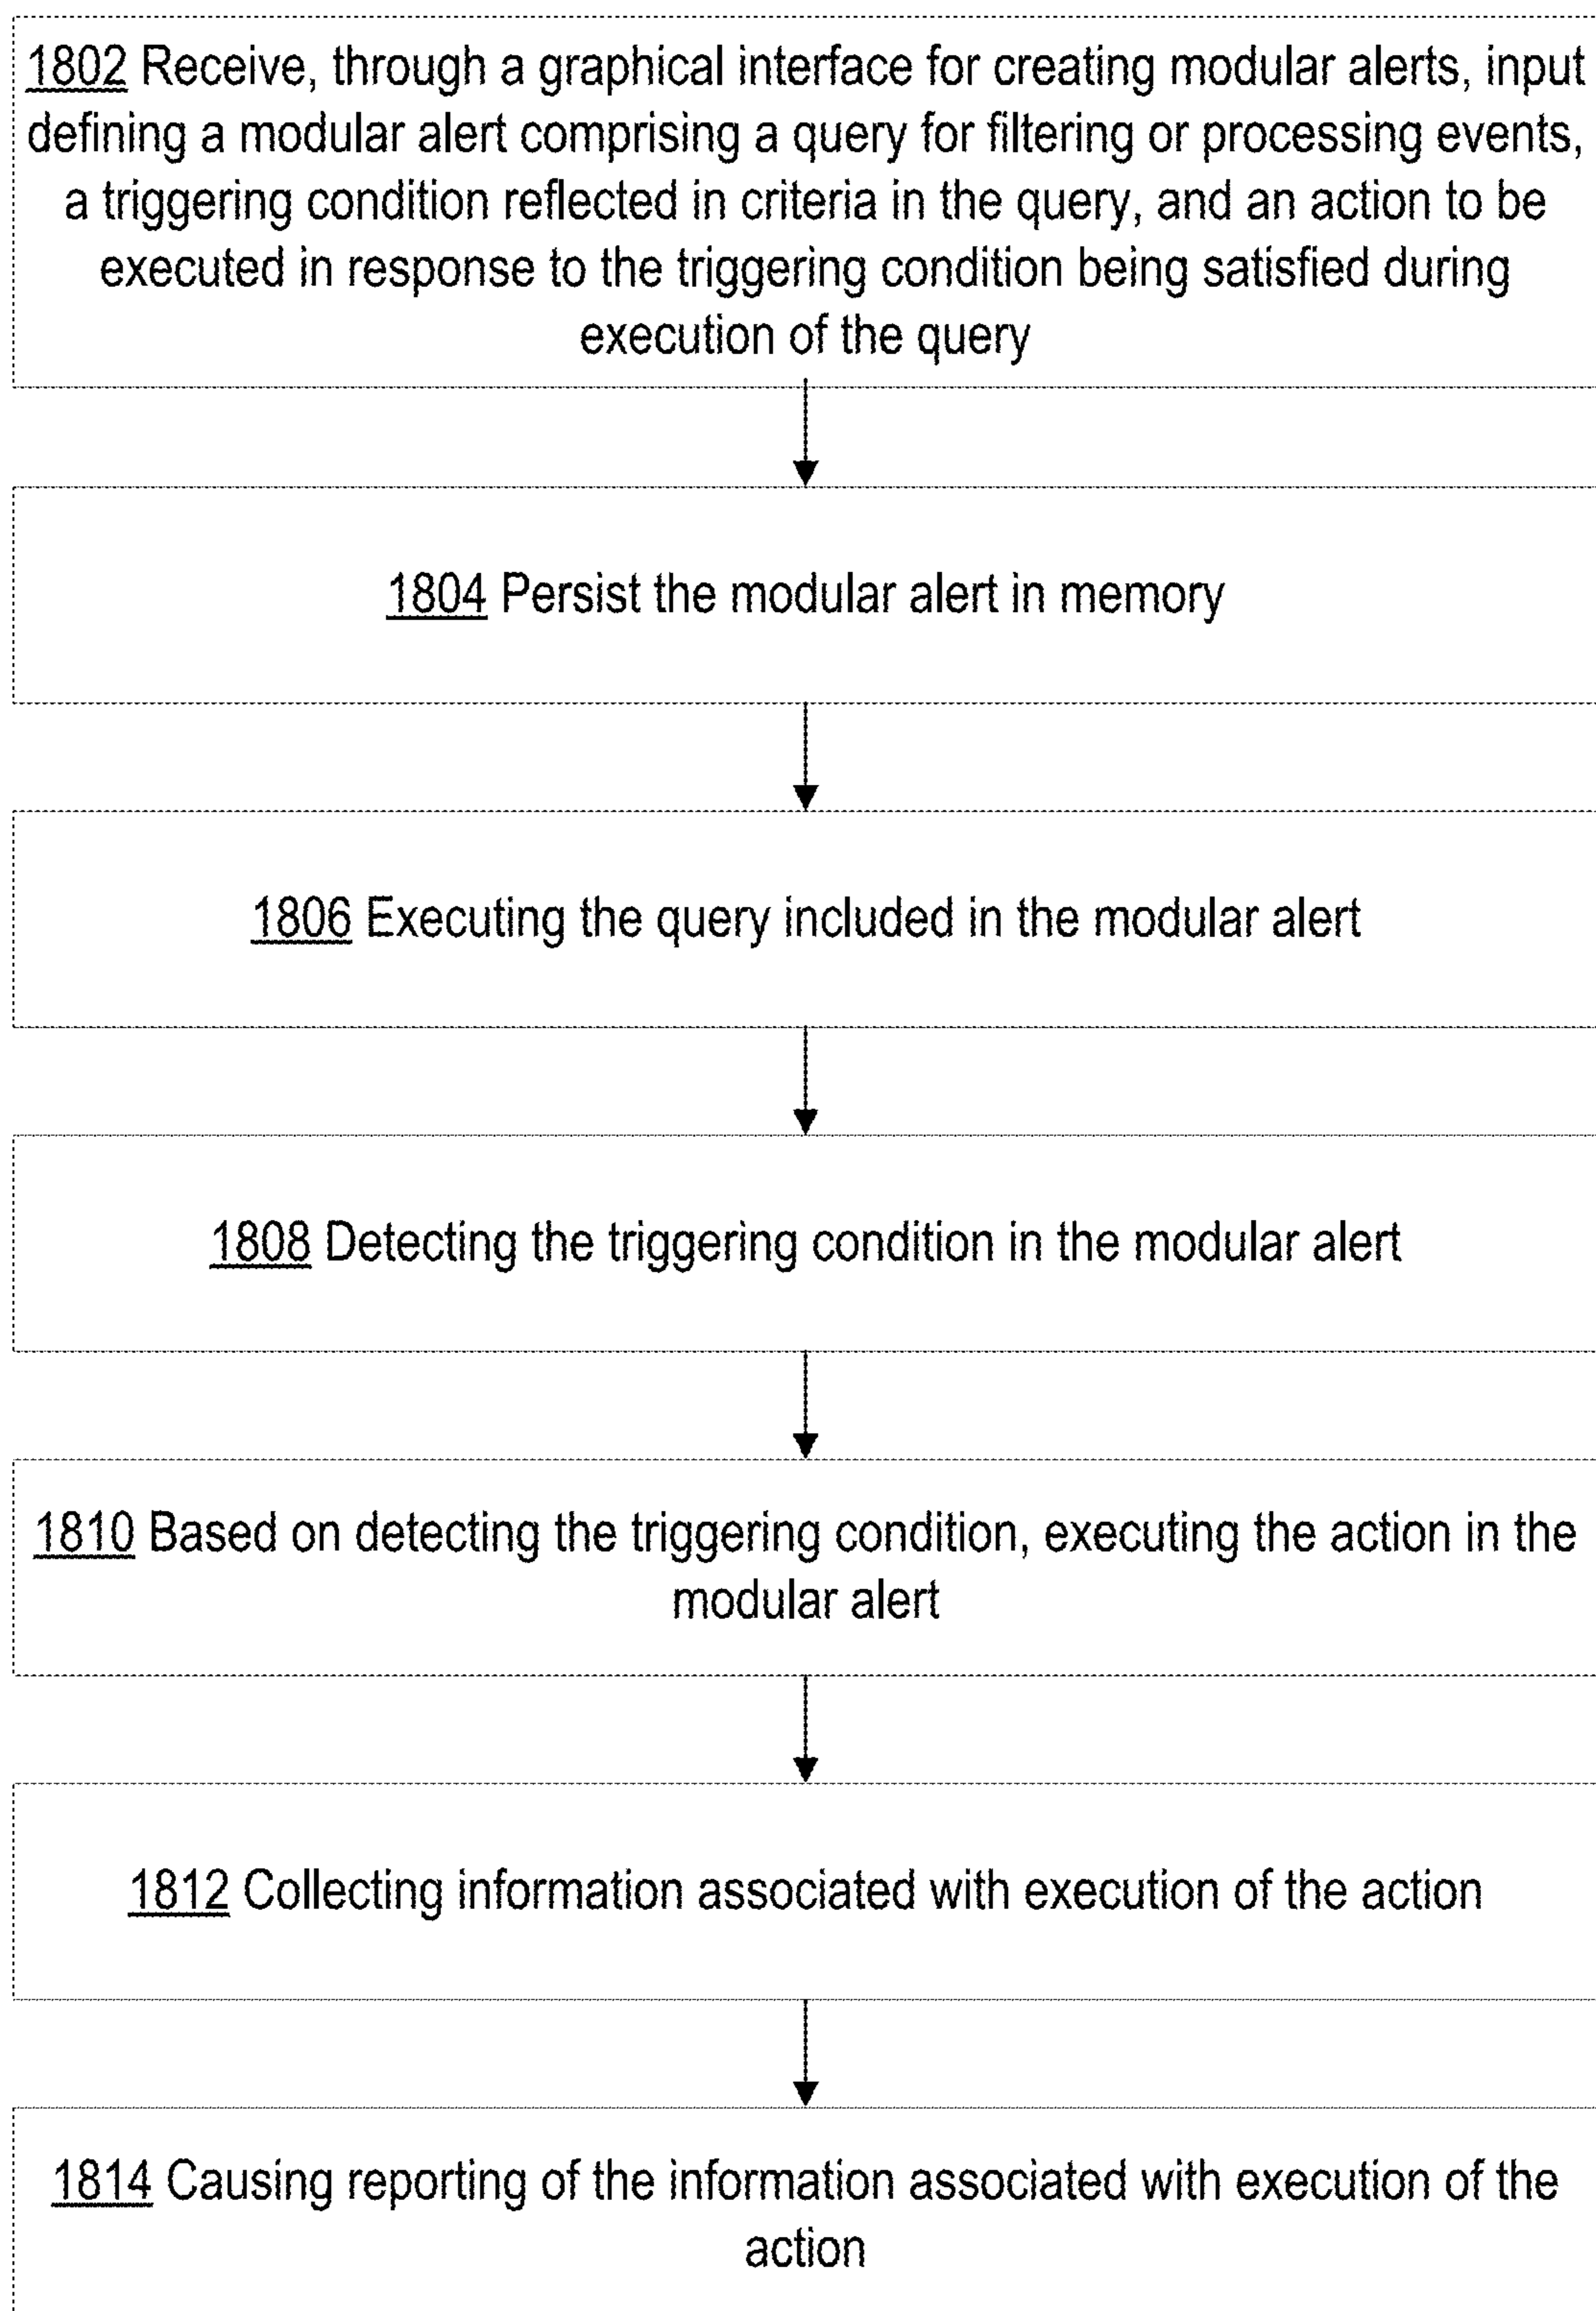 1802 Receive, through a graphical interface for creating modular alerts, input
defining a modular alert comprising a query for filtering or processing events,
a triggering condition reflected in criteria in the query, and an action to be
executed in response to the triggering condition being satisfied during
execution of the query
1804 Persist the modular alert in memory
1806 Executing the query included in the modular alert
1808 Detecting the triggering condition in the modular alert
1810 Based on detecting the triggering condition, executing the action in the
modular alert
1812 Collecting information associated with execution of the action
1814 Causing reporting of the information associated with execution of the
action